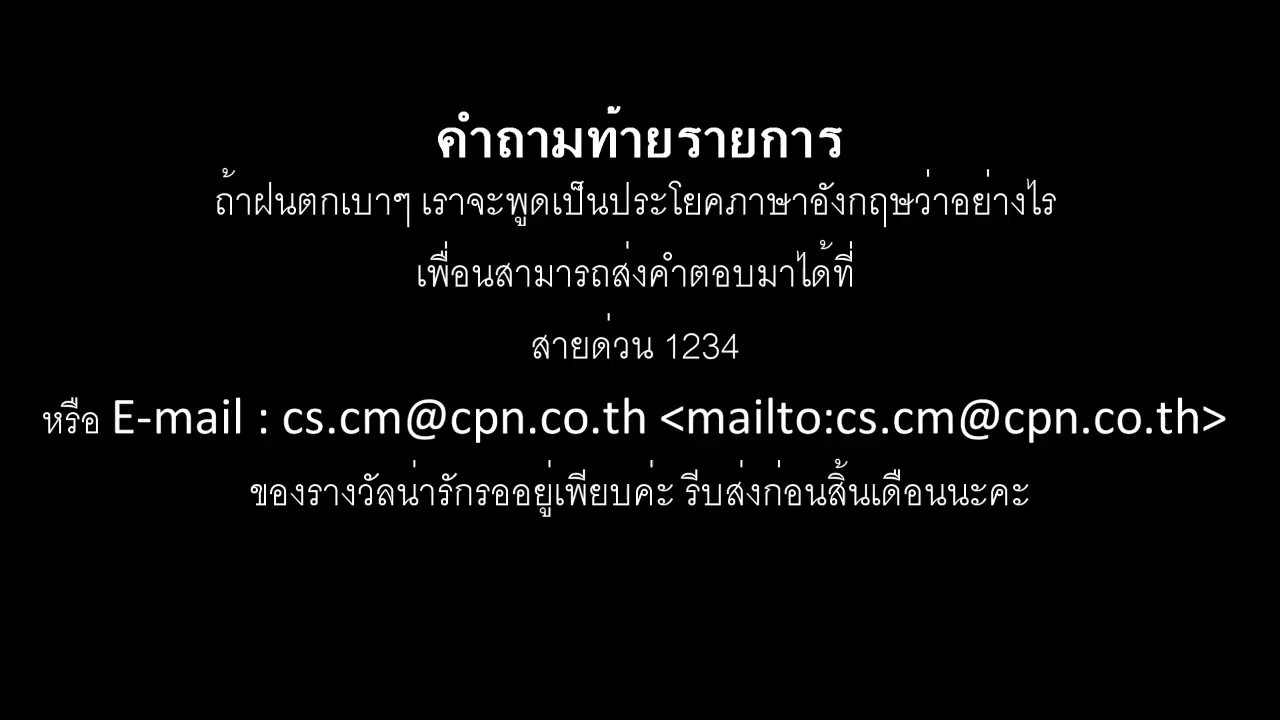 คำถามท้ายรายการ
ถ้าฝนตกเบาๆ เราจะพูดเป็นประโยคภาษาอังกฤษว่าอย่างไร
เพื่อนสามารถส่งคำตอบมาได้ที่
สายด่วน 1234
หรือ E-mail : cs.cm@cpn.co.th <mailto:cs.cm@cpn.co.th>
ของรางวัลน่ารักรออยู่เพียบค่ะ รีบส่งก่อนสิ้นเดือนนะคะ